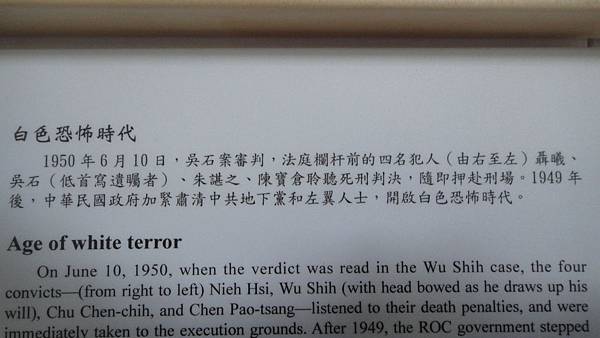 白色恐怖時代
1950 年 6 月 10 日，吳石案審判，法庭欄杆前的四名犯人（由右至左）聶曦、
吳石（低首寫遺囑者）、朱諶之、陳寶倉聆聽死刑判決，隨即押赴刑場。1949 年
後，中華民國政府加緊肅清中共地下黨和左翼人士，開啟白色恐怖時代。
Age of white terror
On June 10, 1950, when the verdict was read in the Wu Shih case, the four
convicts—(from right to left) Nieh Hsi, Wu Shih (with head bowed as he draws up his
will), Chu Chen-chih, and Chen Pao-tsang—listened to their death penalties, and were
immediately taken to the execution grounds. After 1949, the ROC government stepped